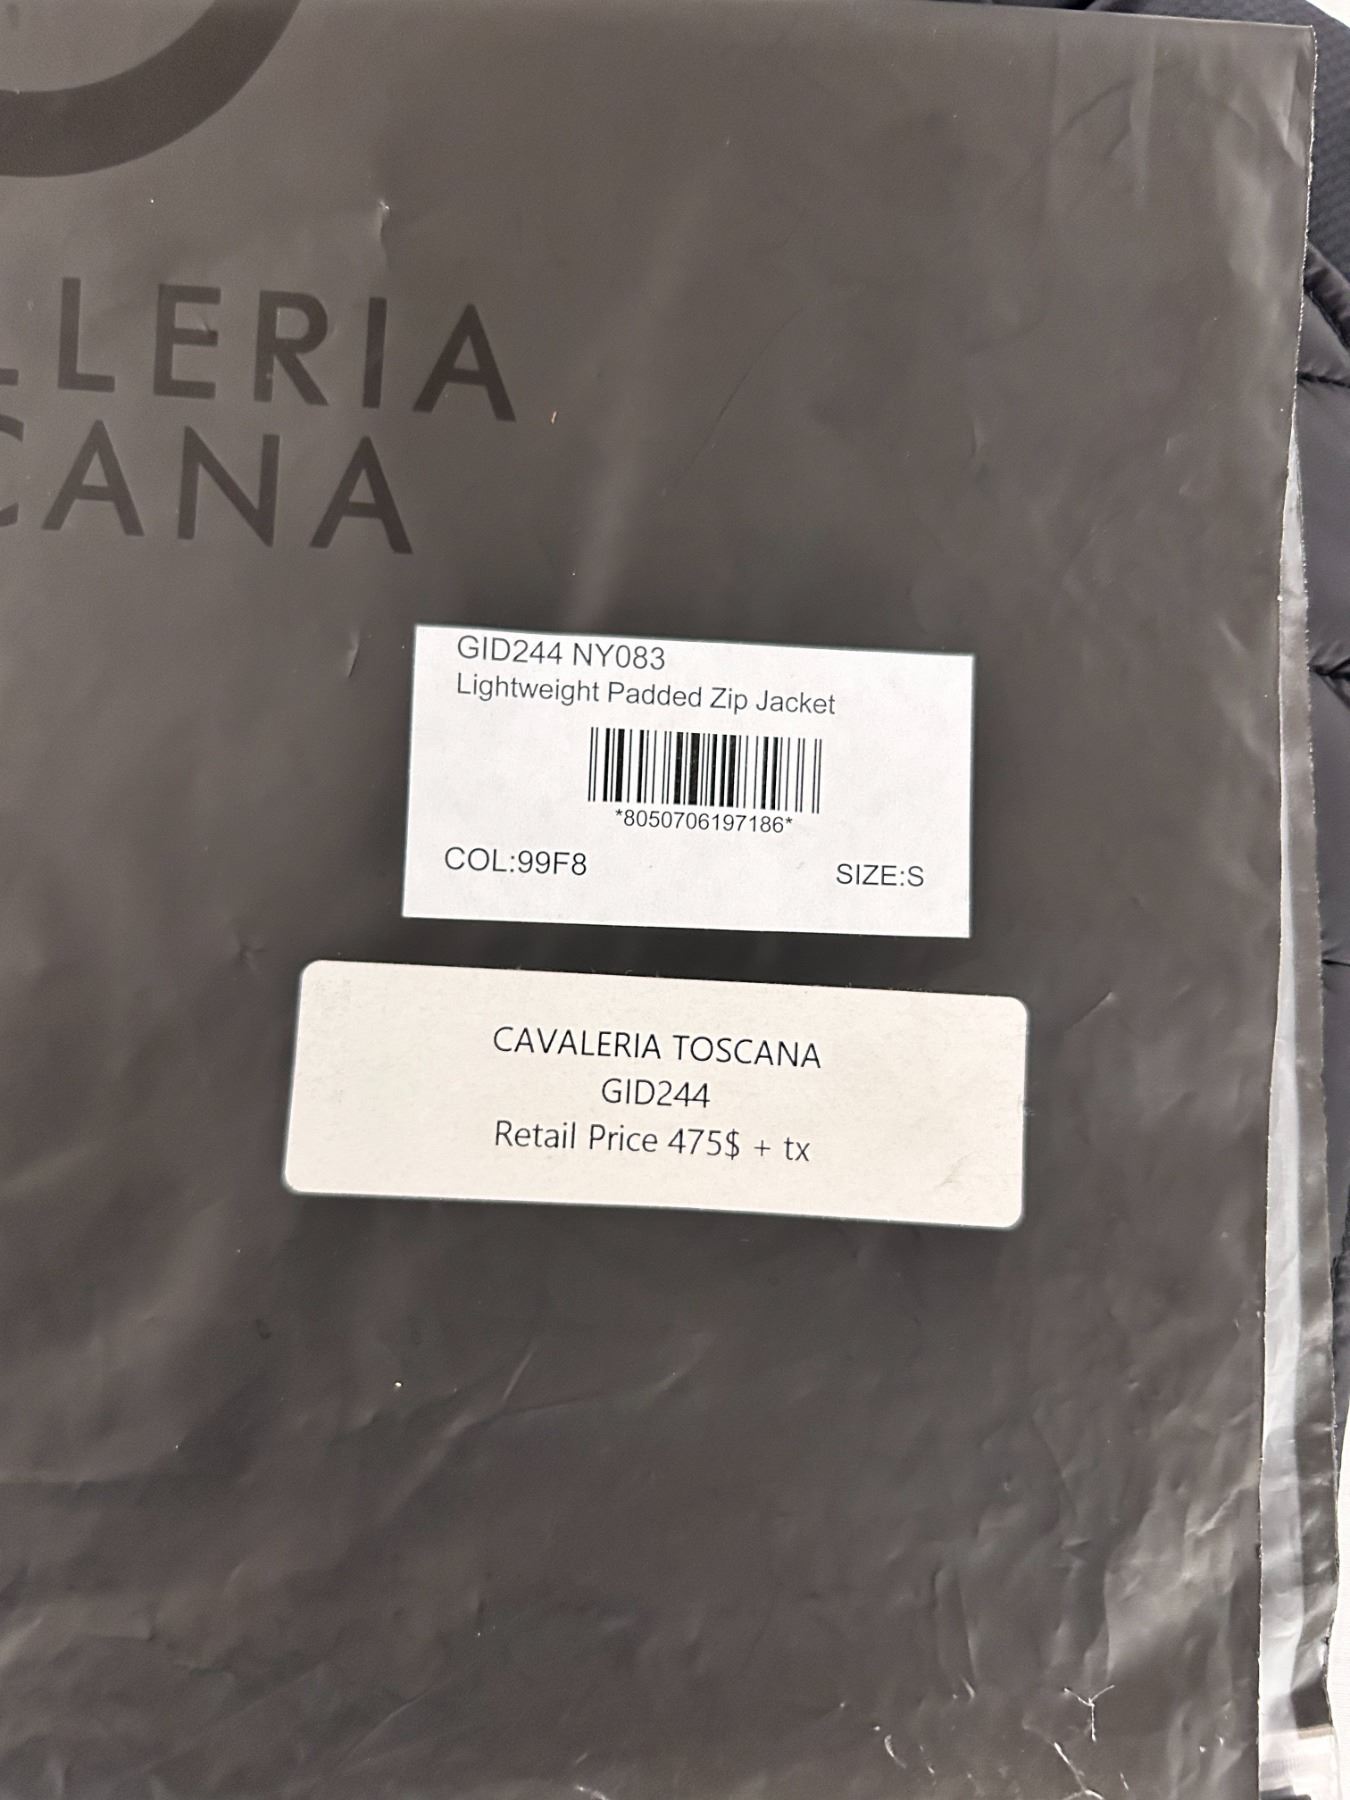 LLERIA
CANA
GID244 NY083
Lightweight Padded Zip Jacket
*8050706197186*
COL:99F8 SIZE:S
CAVALERIA TOSCANA
GID244
Retail Price 475$ + tx